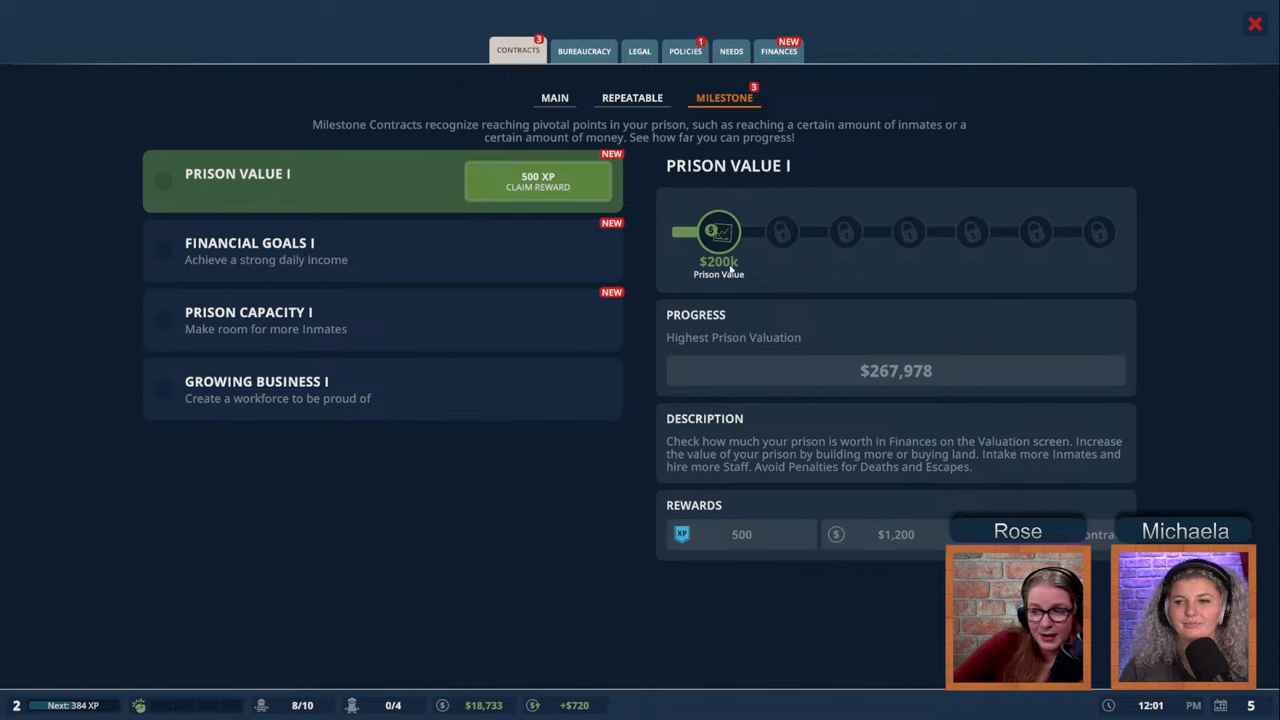 3
NEW
1
CONTRACTS BUREAUCRACY LEGAL POLICIES NEEDS FINANCES
3
MAIN REPEATABLE MILESTONE
Milestone Contracts recognize reaching pivotal points in your prison, such as reaching a certain amount of inmates or a
certain amount of money. See how far you can progress!
NEW
PRISON VALUE I
500 XP
CLAIM REWARD
NEW
FINANCIAL GOALS I
Achieve a strong daily income
NEW
PRISON CAPACITY I
Make room for more Inmates
GROWING BUSINESS I
Create a workforce to be proud of
PRISON VALUE I
$200k
Prison Value
PROGRESS
Highest Prison Valuation
$267,978
DESCRIPTION
Check how much your prison is worth in Finances on the Valuation screen. Increase
the value of your prison by building more or buying land. Intake more Inmates and
hire more Staff. Avoid Penalties for Deaths and Escapes.
REWARDS
XP 500 $ $1,200
Rose Michaela
2 Next: 384 XP 8/10 0/4 $ $18,733 $ +$720 12:01 PM 5